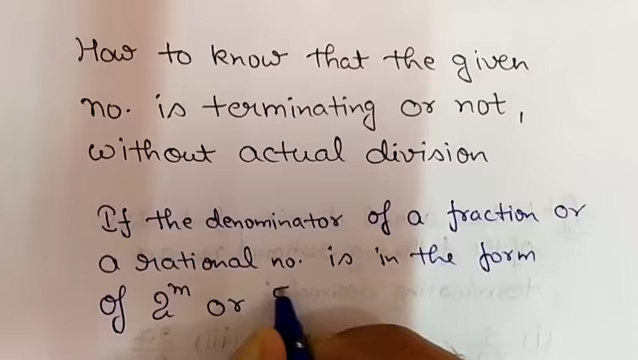 How to know that the given
no. is terminating or not,
without actual division
If the denominator of a fraction or
a rational no. is in the form
of 2^m or